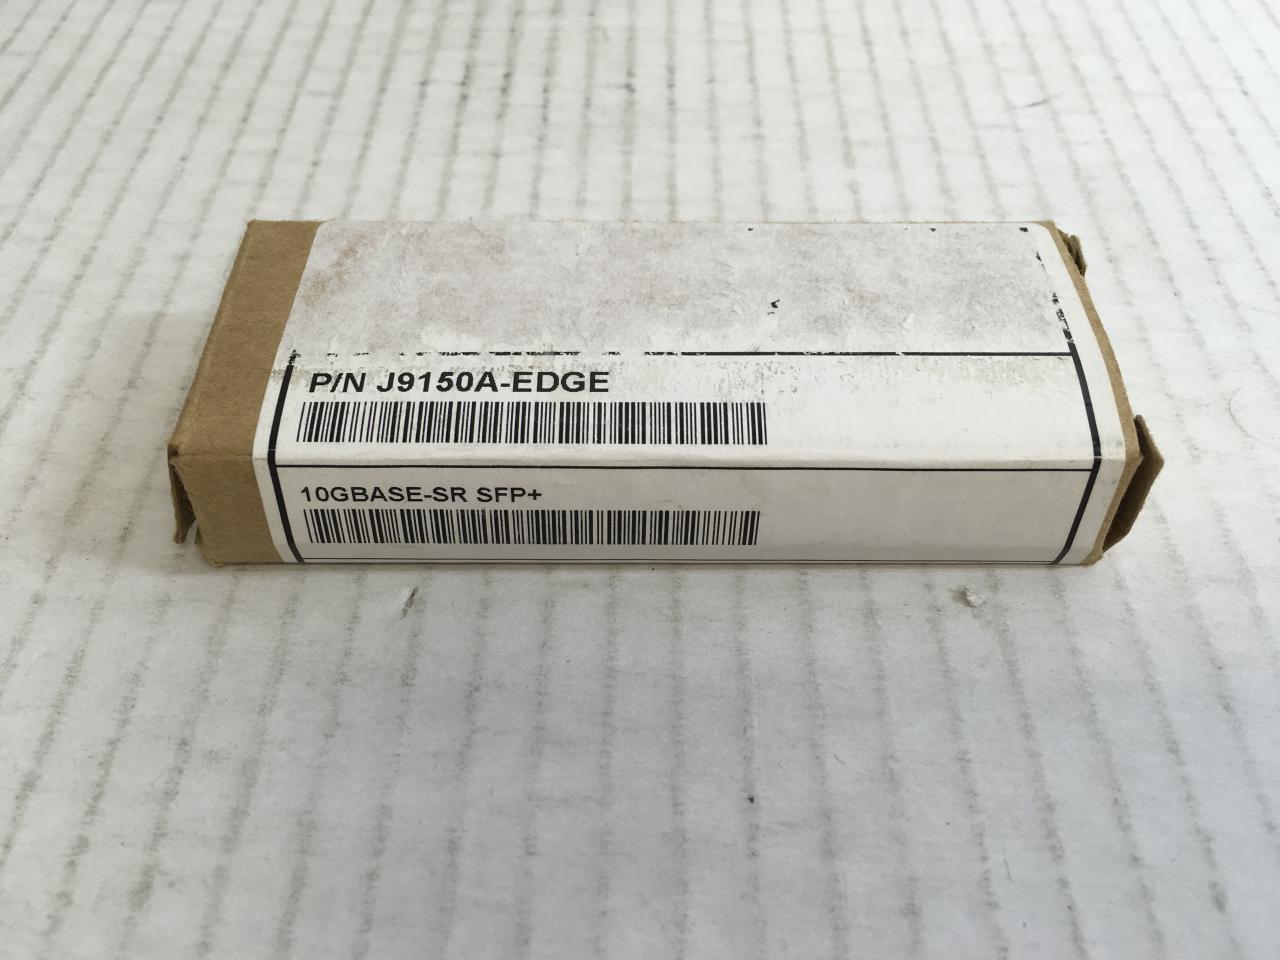 P/N J9150A-EDGE
10GBASE-SR SFP+